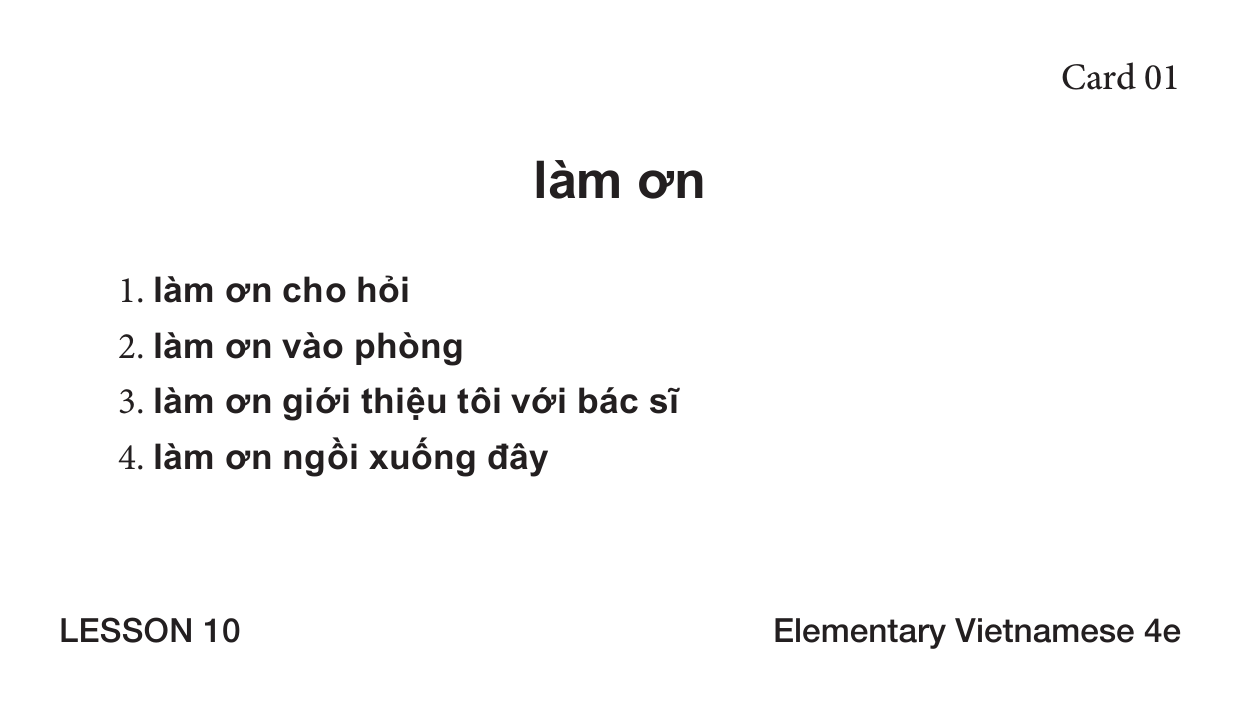 Card 01
làm ơn
1. làm ơn cho hỏi
2. làm ơn vào phòng
3. làm ơn giới thiệu tôi với bác sĩ
4. làm ơn ngồi xuống đây
LESSON 10
Elementary Vietnamese 4e